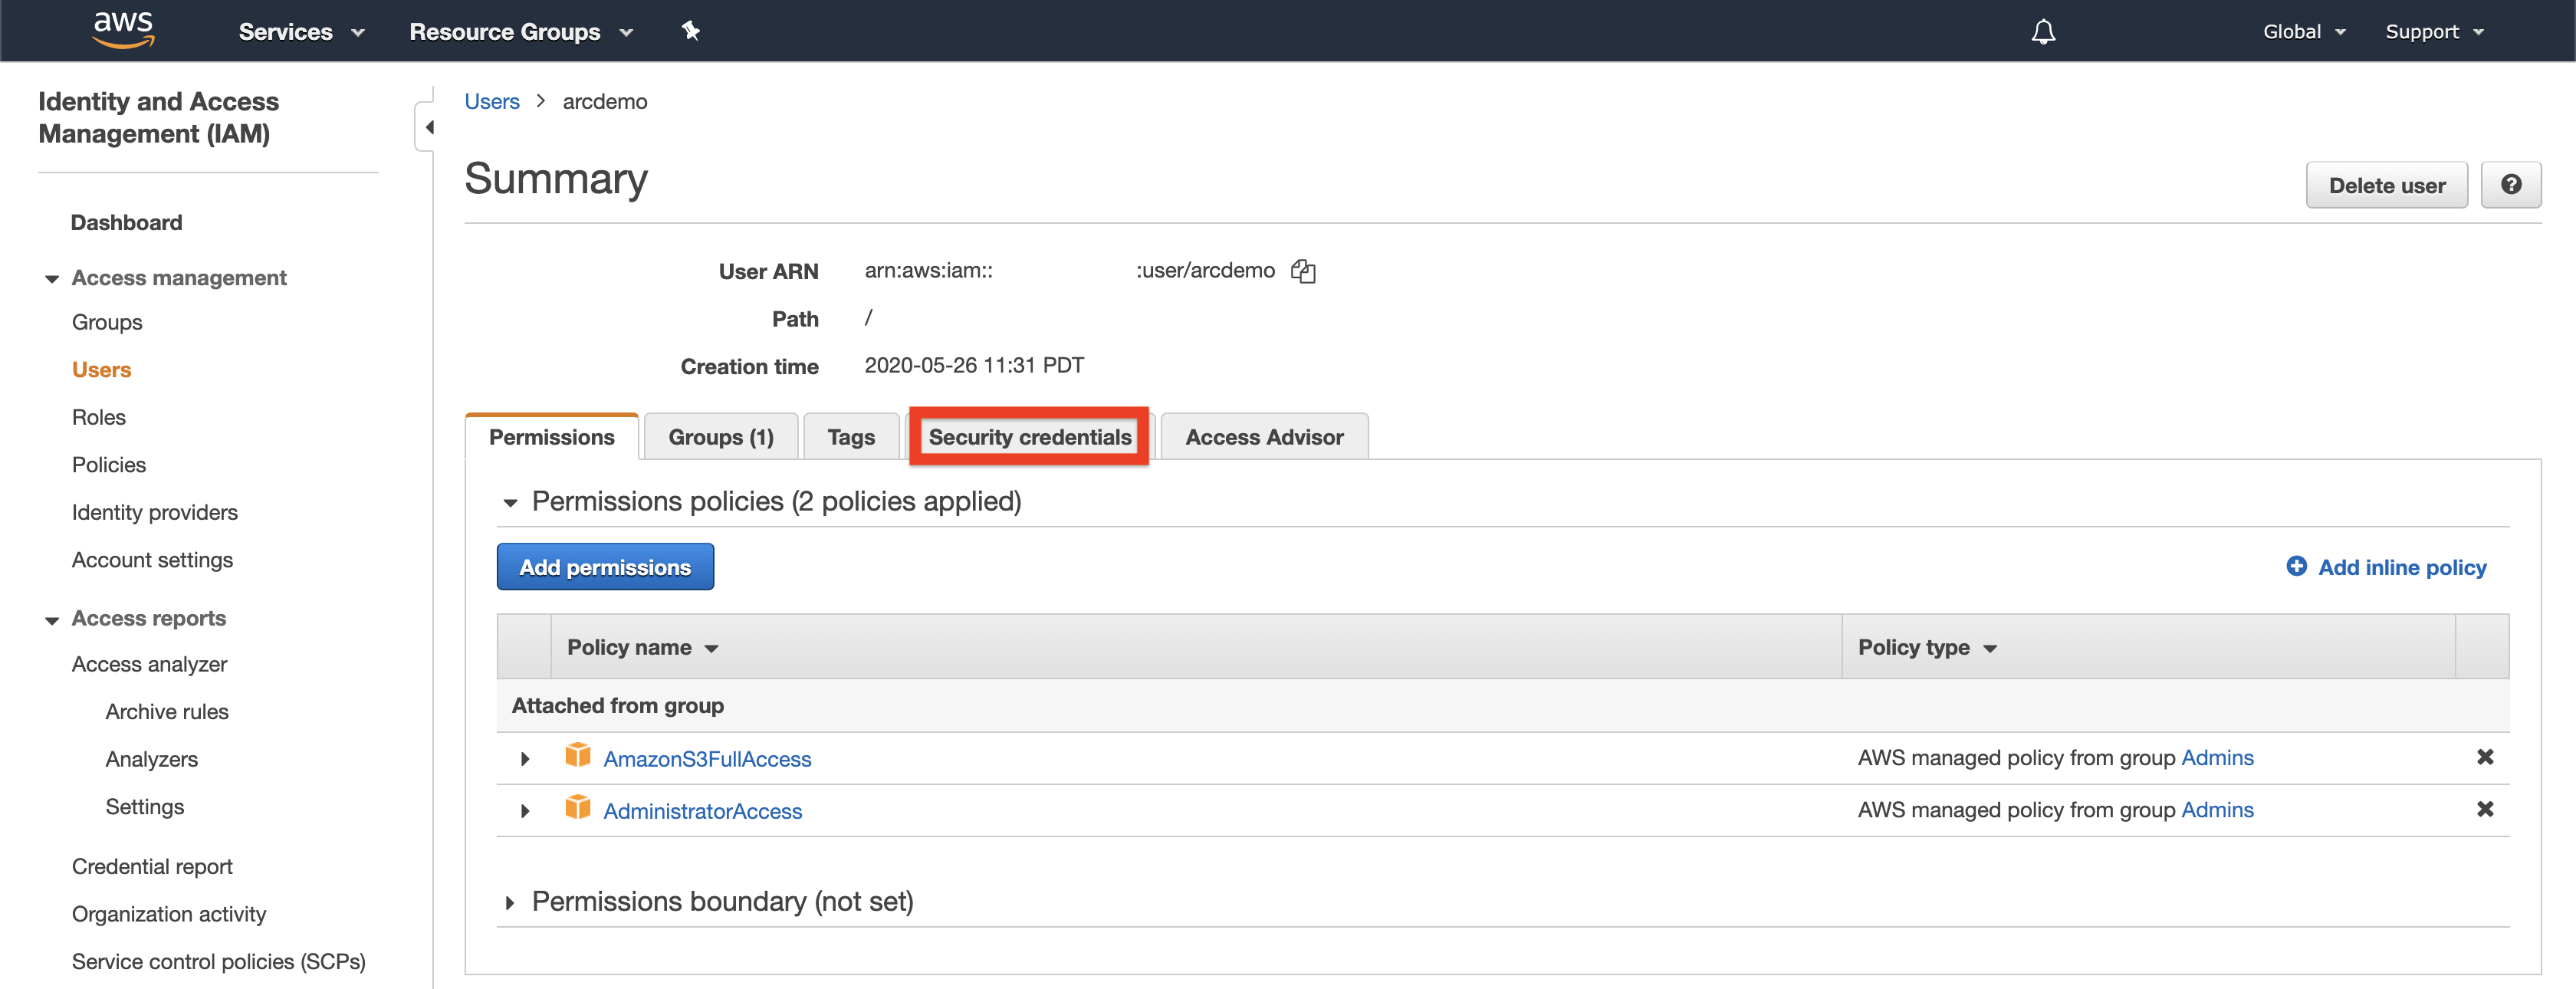 aws Services Resource Groups Global Support
Identity and Access
Management (IAM)
Dashboard
Access management
Groups
Users
Roles
Policies
Identity providers
Account settings
Access reports
Access analyzer
Archive rules
Analyzers
Settings
Credential report
Organization activity
Service control policies (SCPs)
Users > arcdemo
Summary
Delete user
User ARN arn:aws:iam:: :user/arcdemo
Path /
Creation time 2020-05-26 11:31 PDT
Permissions Groups (1) Tags Security credentials Access Advisor
Permissions policies (2 policies applied)
Add permissions Add inline policy
Policy name Policy type
Attached from group
AmazonS3FullAccess AWS managed policy from group Admins
AdministratorAccess AWS managed policy from group Admins
Permissions boundary (not set)